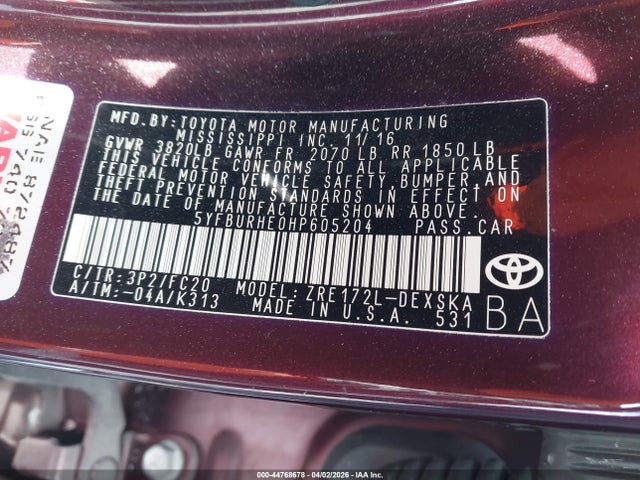 MFD.BY:TOYOTA MOTOR MANUFACTURING
MISSISSIPPI, INC. 11/16
GVWR 3820LB GAWR FR 2070 LB RR 1850 LB
THIS VEHICLE CONFORMS TO ALL APPLICABLE
FEDERAL MOTOR VEHICLE SAFETY, BUMPER, AND
THEFT PREVENTION STANDARDS IN EFFECT ON
THE DATE OF MANUFACTURE SHOWN ABOVE.
5YFBURHE0HP605204 PASS.CAR
C/TR:3P2/FC20 MODEL:ZRE172L-DEXSKA
A/TM:-04A/K313 MADE IN U.S.A. 531
TOYOTA
BA
000-44768678 04/02/2026 IAA Inc.